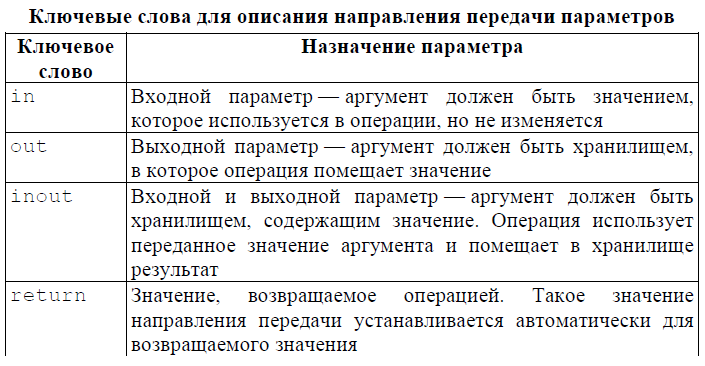 Ключевые слова для описания направления передачи параметров
Ключевое слово
Назначение параметра
in
Входной параметр — аргумент должен быть значением,
которое используется в операции, но не изменяется
out
Выходной параметр — аргумент должен быть хранилищем,
в которое операция помещает значение
inout
Входной и выходной параметр — аргумент должен быть
хранилищем, содержащим значение. Операция использует
переданное значение аргумента и помещает в хранилище
результат
return
Значение, возвращаемое операцией. Такое значение
направления передачи устанавливается автоматически для
возвращаемого значения